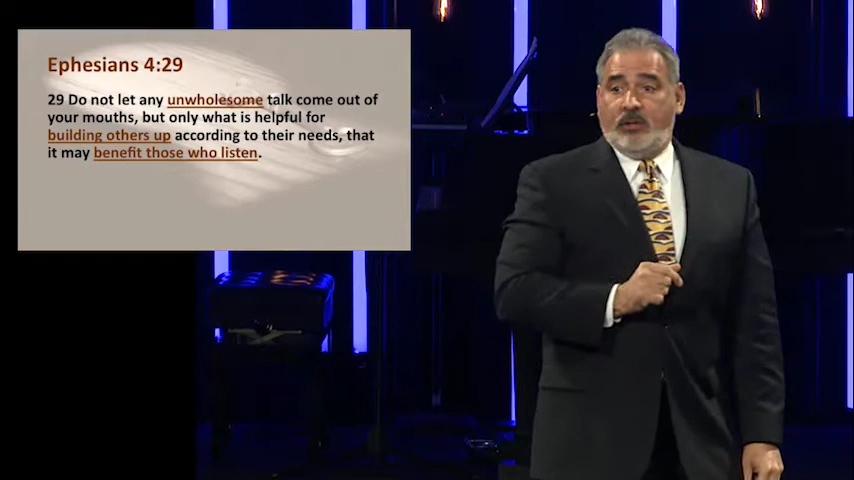 Ephesians 4:29
29 Do not let any unwholesome talk come out of
your mouths, but only what is helpful for
building others up according to their needs, that
it may benefit those who listen.